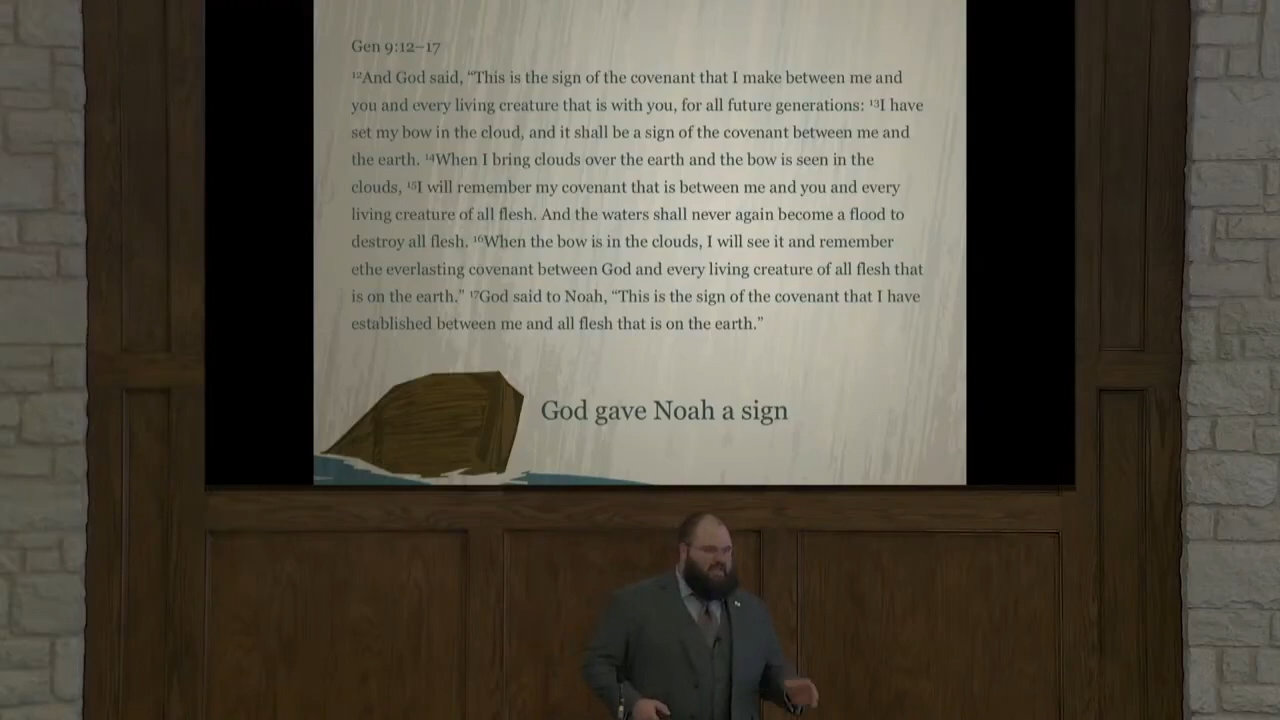 Gen 9:12–17
¹²And God said, “This is the sign of the covenant that I make between me and
you and every living creature that is with you, for all future generations: ¹³I have
set my bow in the cloud, and it shall be a sign of the covenant between me and
the earth. ¹⁴When I bring clouds over the earth and the bow is seen in the
clouds, ¹⁵I will remember my covenant that is between me and you and every
living creature of all flesh. And the waters shall never again become a flood to
destroy all flesh. ¹⁶When the bow is in the clouds, I will see it and remember
ethe everlasting covenant between God and every living creature of all flesh that
is on the earth.” ¹⁷God said to Noah, “This is the sign of the covenant that I have
established between me and all flesh that is on the earth.”
God gave Noah a sign